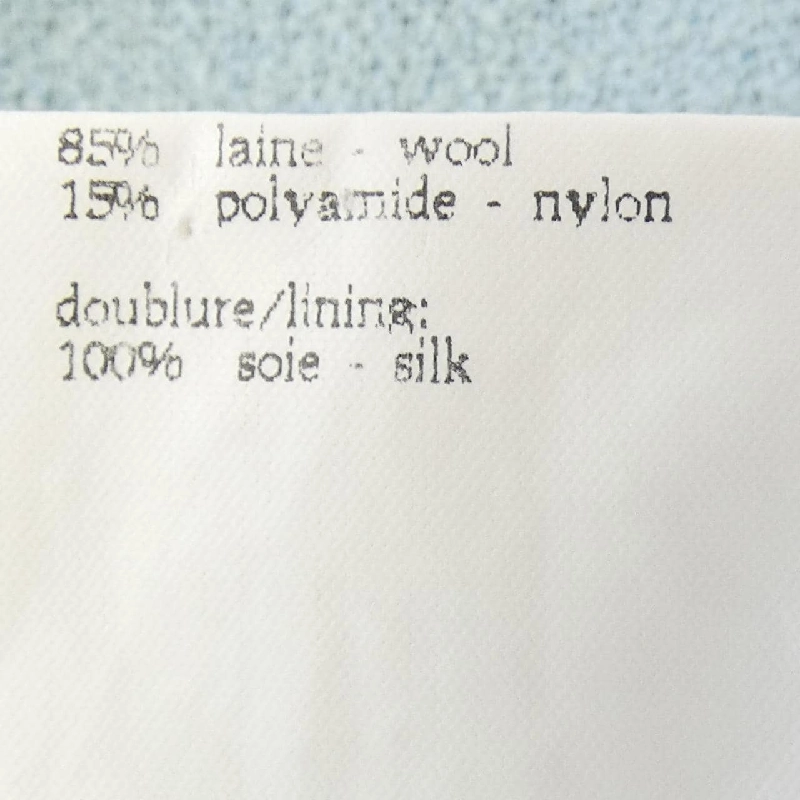 85% laine - wool
15% polyamide - nylon
doublure/lining:
100% soie - silk